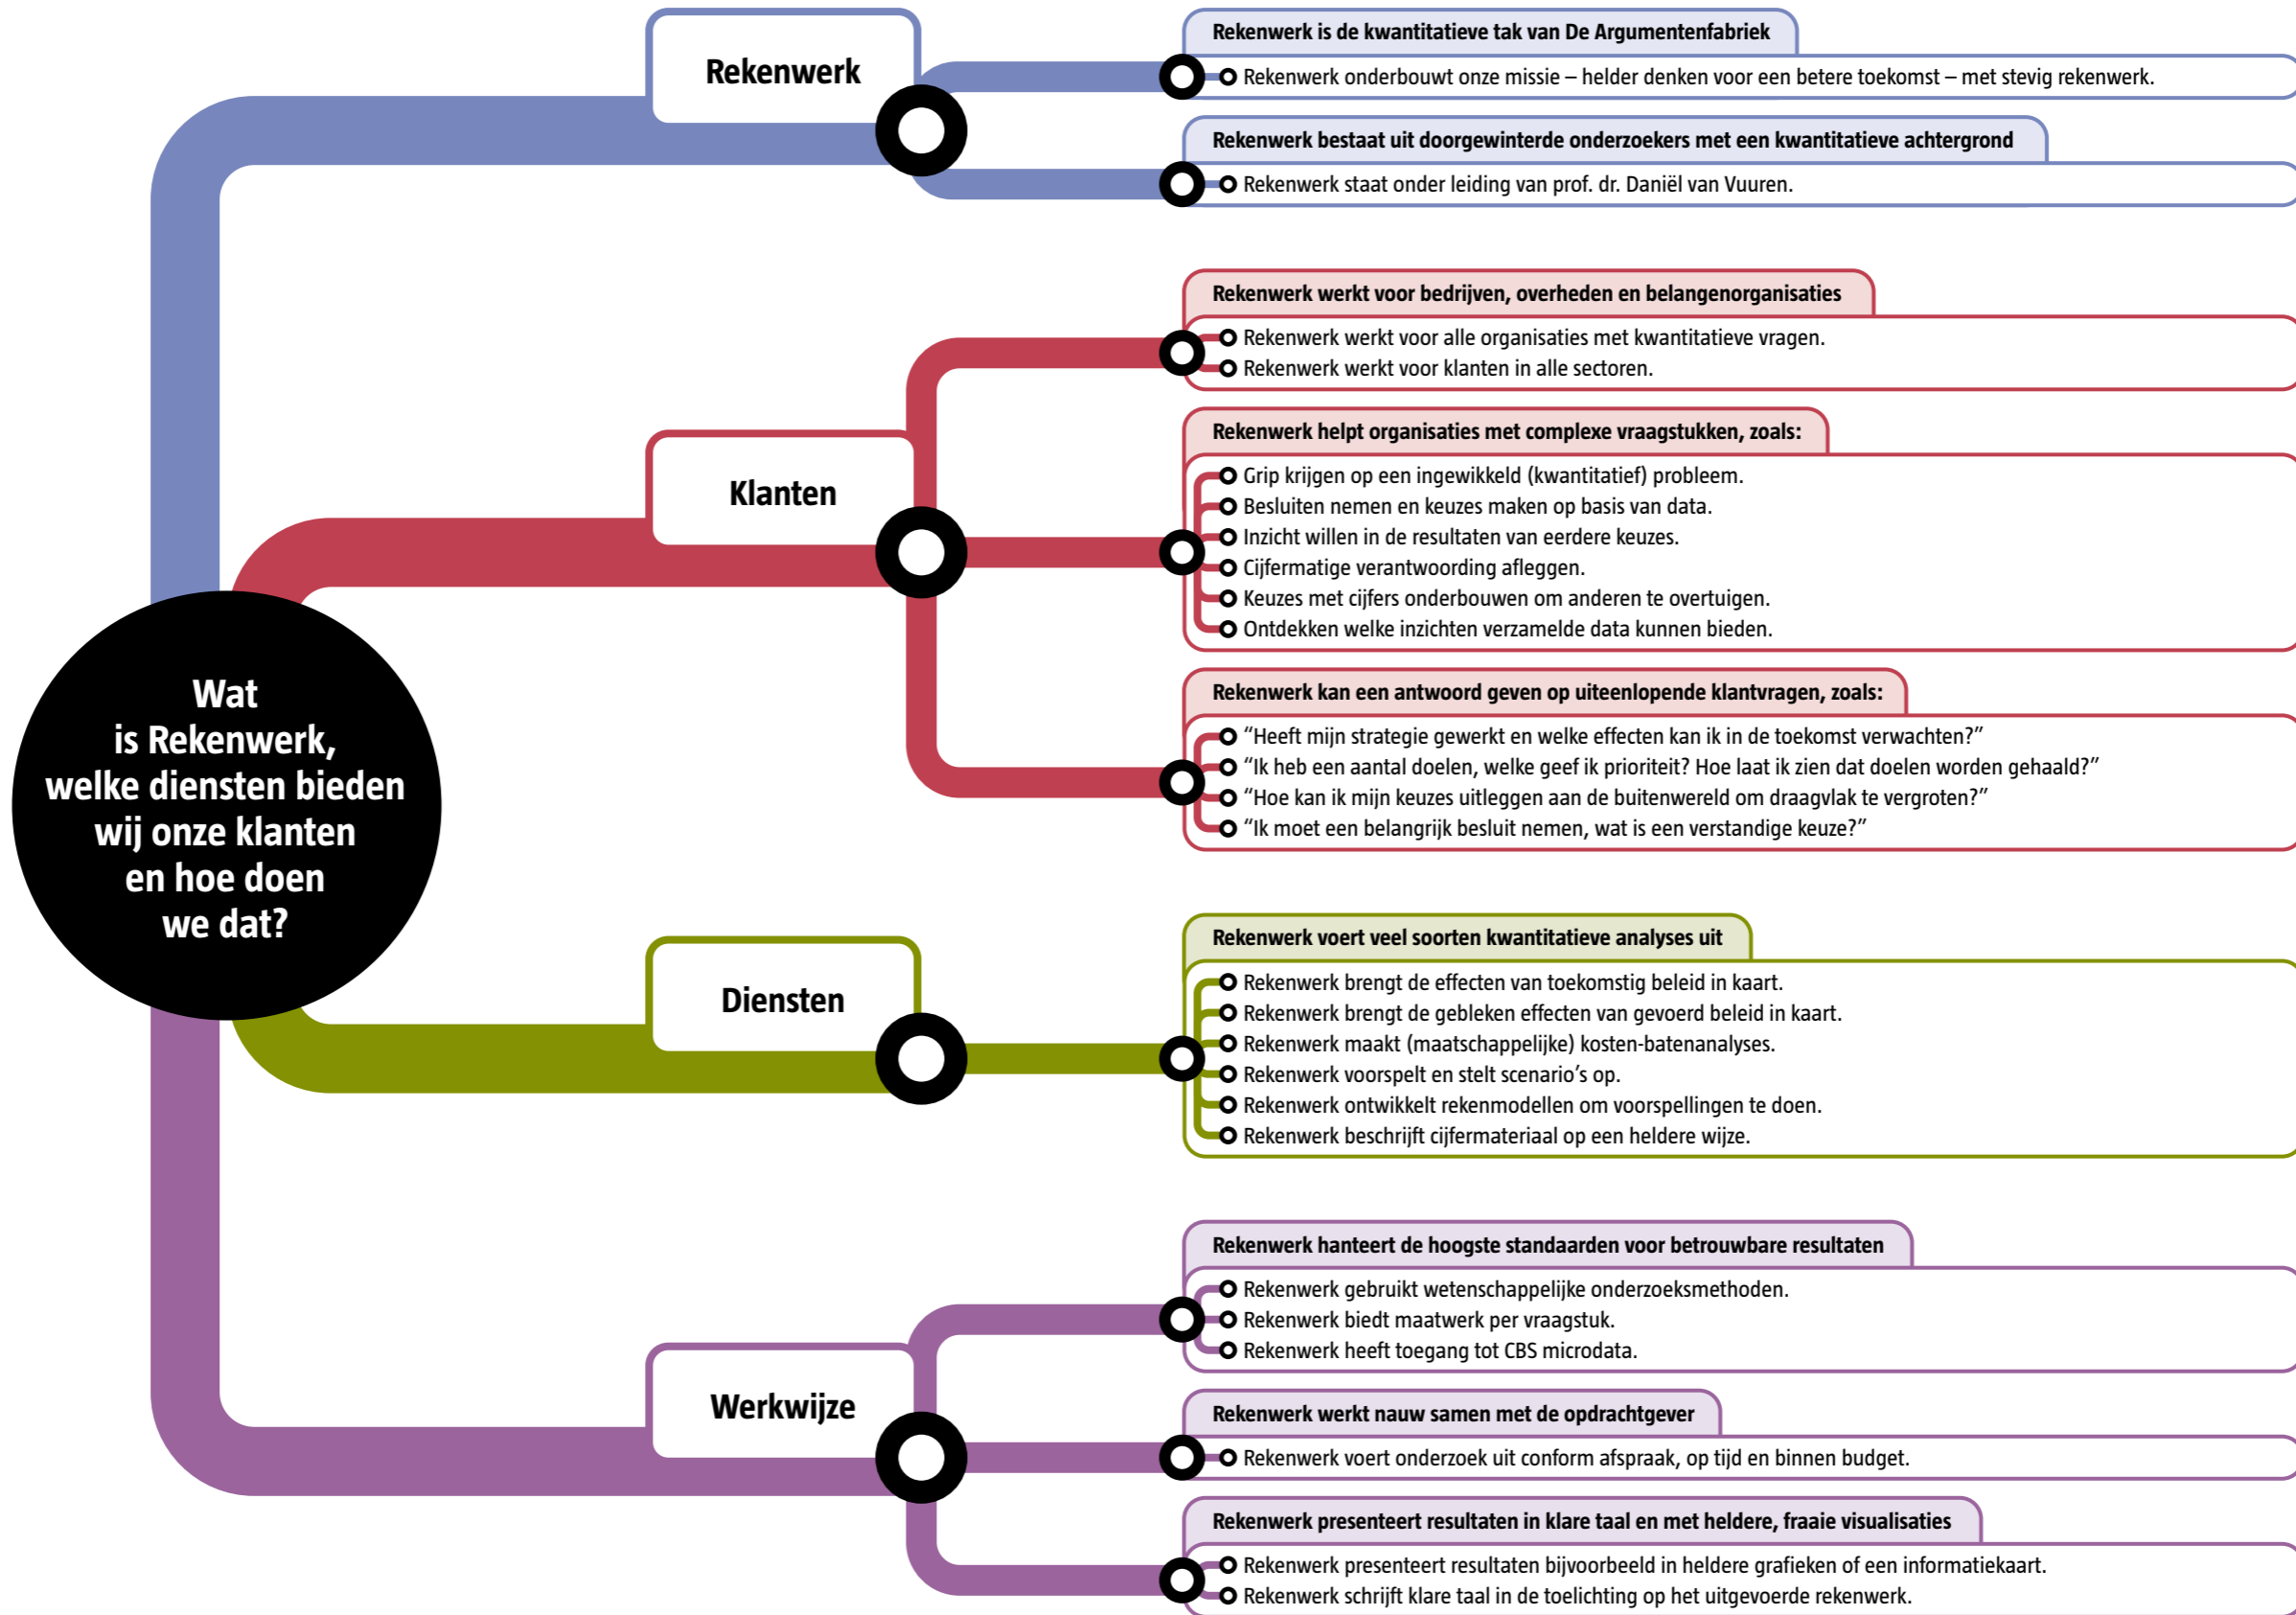 Wat
is Rekenwerk,
welke diensten bieden
wij onze klanten
en hoe doen
we dat?
Rekenwerk
Rekenwerk is de kwantitatieve tak van De Argumentenfabriek
Rekenwerk onderbouwt onze missie – helder denken voor een betere toekomst – met stevig rekenwerk.
Rekenwerk bestaat uit doorgewinterde onderzoekers met een kwantitatieve achtergrond
Rekenwerk staat onder leiding van prof. dr. Daniël van Vuuren.
Klanten
Rekenwerk werkt voor bedrijven, overheden en belangenorganisaties
Rekenwerk werkt voor alle organisaties met kwantitatieve vragen.
Rekenwerk werkt voor klanten in alle sectoren.
Rekenwerk helpt organisaties met complexe vraagstukken, zoals:
Grip krijgen op een ingewikkeld (kwantitatief) probleem.
Besluiten nemen en keuzes maken op basis van data.
Inzicht willen in de resultaten van eerdere keuzes.
Cijfermatige verantwoording afleggen.
Keuzes met cijfers onderbouwen om anderen te overtuigen.
Ontdekken welke inzichten verzamelde data kunnen bieden.
Rekenwerk kan een antwoord geven op uiteenlopende klantvragen, zoals:
“Heeft mijn strategie gewerkt en welke effecten kan ik in de toekomst verwachten?”
“Ik heb een aantal doelen, welke geef ik prioriteit? Hoe laat ik zien dat doelen worden gehaald?”
“Hoe kan ik mijn keuzes uitleggen aan de buitenwereld om draagvlak te vergroten?”
“Ik moet een belangrijk besluit nemen, wat is een verstandige keuze?”
Diensten
Rekenwerk voert veel soorten kwantitatieve analyses uit
Rekenwerk brengt de effecten van toekomstig beleid in kaart.
Rekenwerk brengt de gebleken effecten van gevoerd beleid in kaart.
Rekenwerk maakt (maatschappelijke) kosten-batenanalyses.
Rekenwerk voorspelt en stelt scenario’s op.
Rekenwerk ontwikkelt rekenmodellen om voorspellingen te doen.
Rekenwerk beschrijft cijfermateriaal op een heldere wijze.
Werkwijze
Rekenwerk hanteert de hoogste standaarden voor betrouwbare resultaten
Rekenwerk gebruikt wetenschappelijke onderzoeksmethoden.
Rekenwerk biedt maatwerk per vraagstuk.
Rekenwerk heeft toegang tot CBS microdata.
Rekenwerk werkt nauw samen met de opdrachtgever
Rekenwerk voert onderzoek uit conform afspraak, op tijd en binnen budget.
Rekenwerk presenteert resultaten in klare taal en met heldere, fraaie visualisaties
Rekenwerk presenteert resultaten bijvoorbeeld in heldere grafieken of een informatiekaart.
Rekenwerk schrijft klare taal in de toelichting op het uitgevoerde rekenwerk.